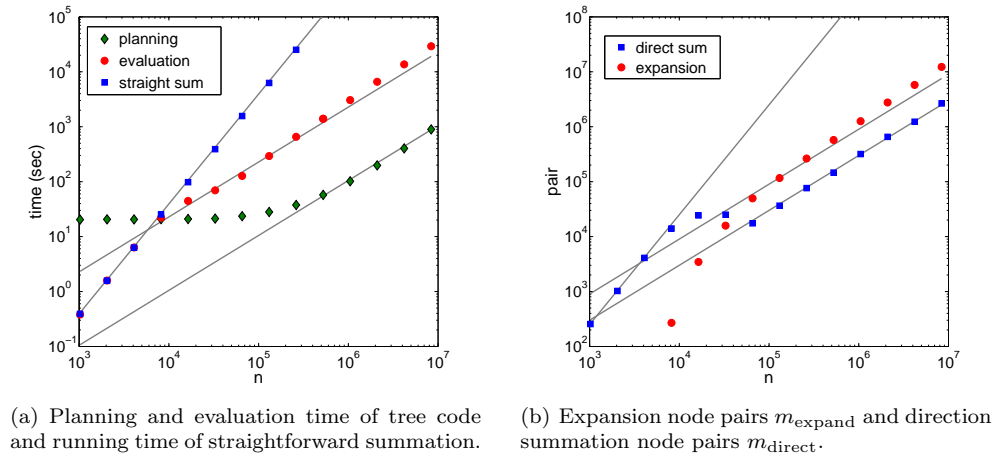 planning
evaluation
straight sum
time (sec)
10^5
10^4
10^3
10^2
10^1
10^0
10^{-1}
10^3 10^4 10^5 10^6 10^7
n
direct sum
expansion
pair
10^8
10^7
10^6
10^5
10^4
10^3
10^2
10^3 10^4 10^5 10^6 10^7
n
(a) Planning and evaluation time of tree code
and running time of straightforward summation.
(b) Expansion node pairs m_expand and direction
summation node pairs m_direct.